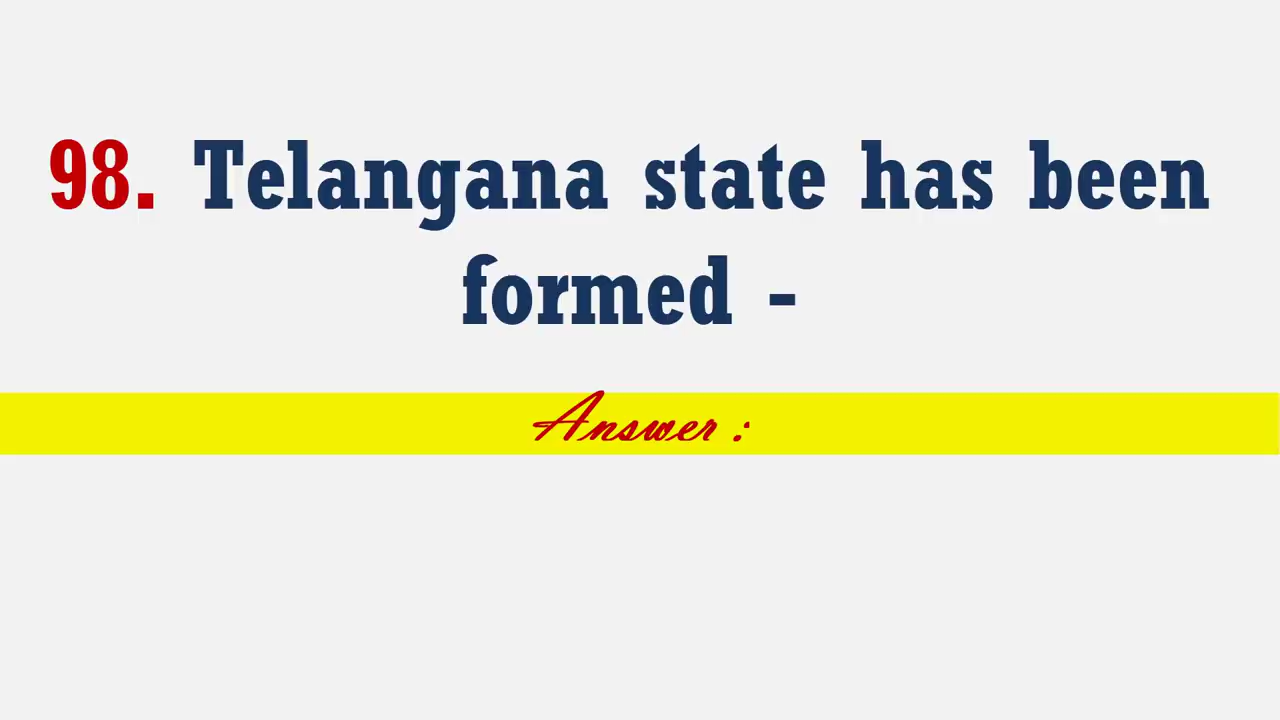 98. Telangana state has been
formed -
Answer :